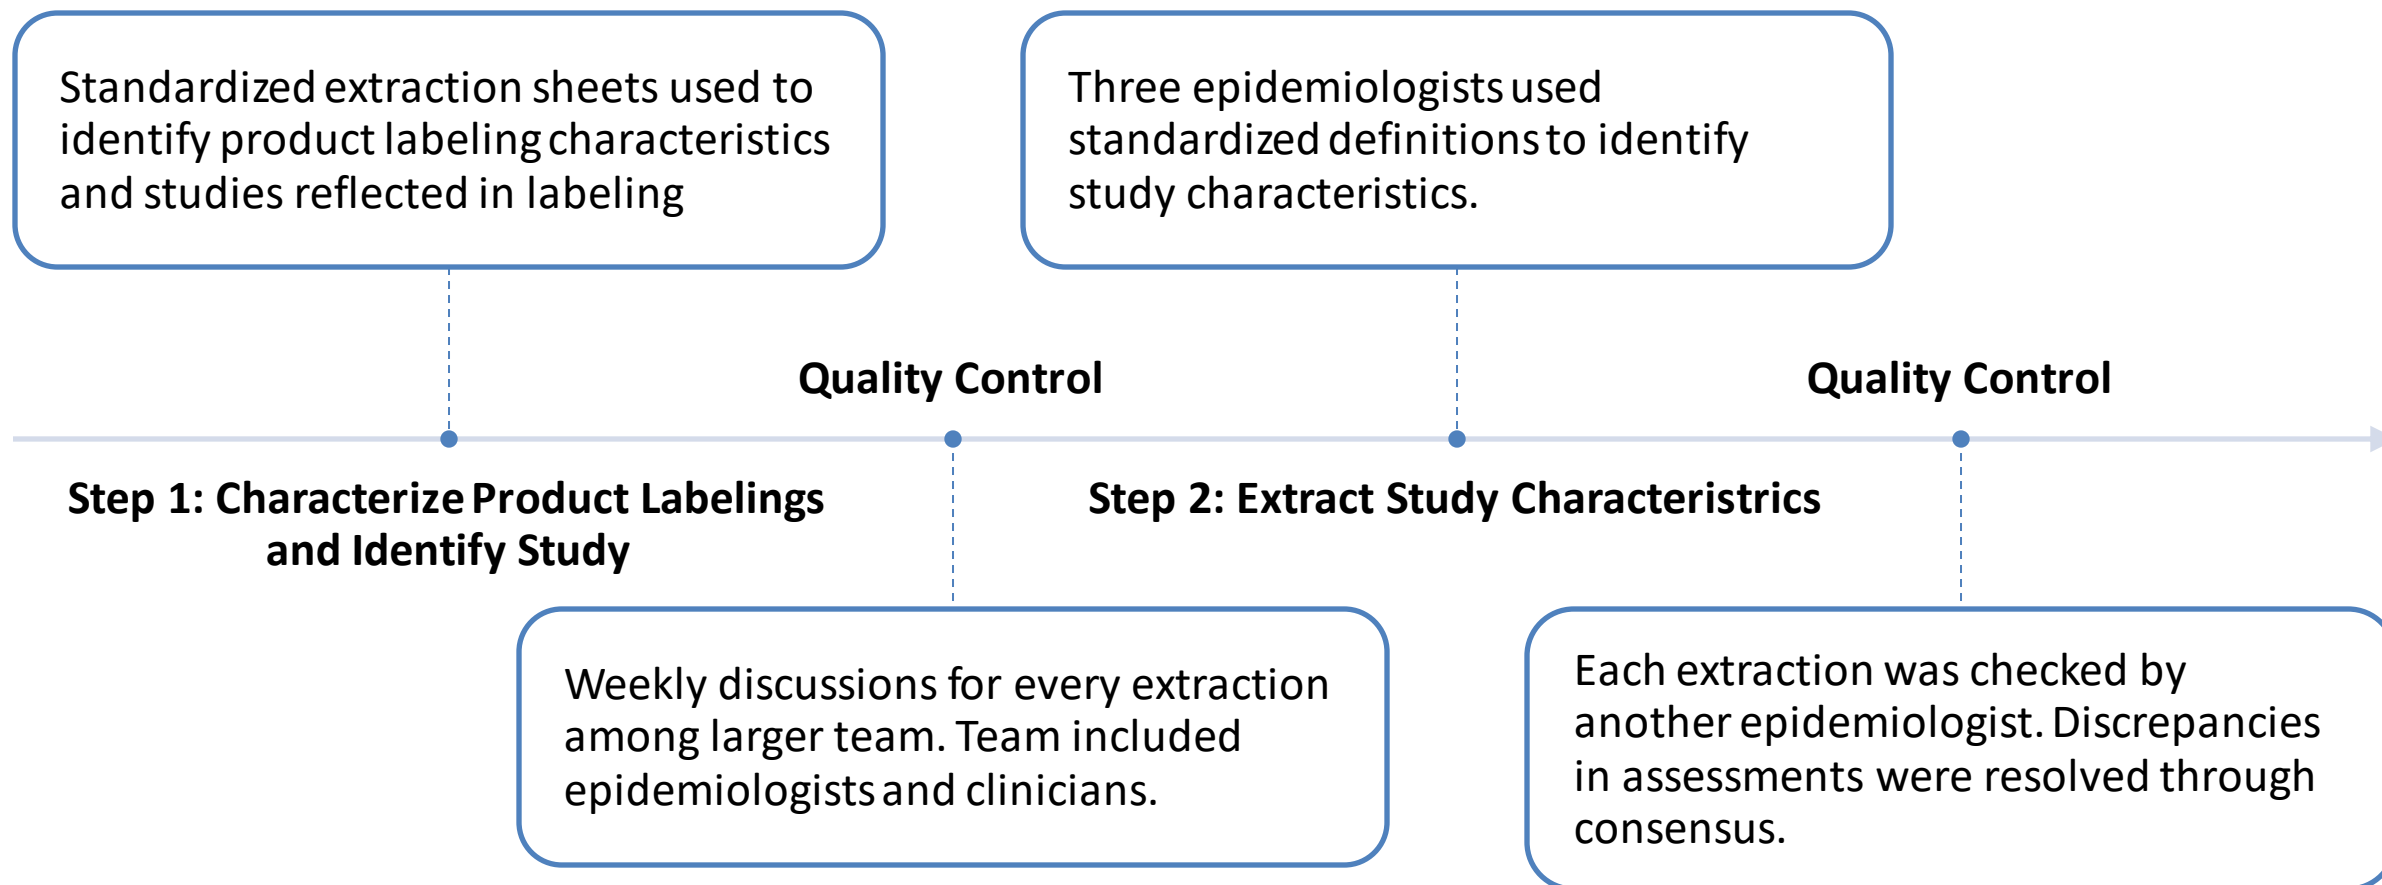 Standardized extraction sheets used to
identify product labeling characteristics
and studies reflected in labeling
Three epidemiologists used
standardized definitions to identify
study characteristics.
Quality Control
Quality Control
Step 1: Characterize Product Labelings
and Identify Study
Step 2: Extract Study Characteristrics
Weekly discussions for every extraction
among larger team. Team included
epidemiologists and clinicians.
Each extraction was checked by
another epidemiologist. Discrepancies
in assessments were resolved through
consensus.